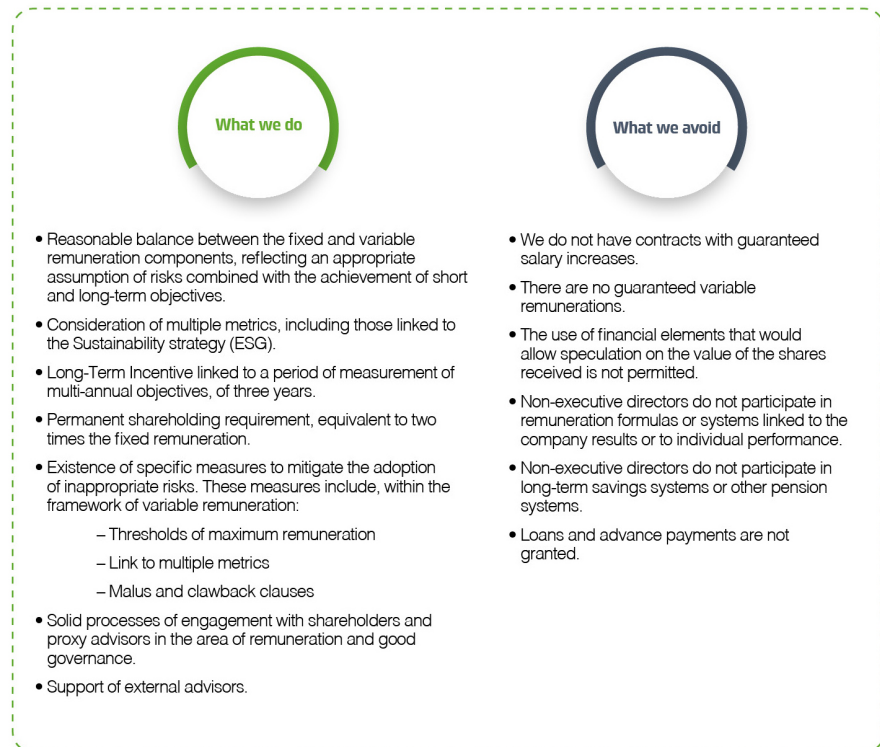 What we do
• Reasonable balance between the fixed and variable
remuneration components, reflecting an appropriate
assumption of risks combined with the achievement of short
and long-term objectives.
• Consideration of multiple metrics, including those linked to
the Sustainability strategy (ESG).
• Long-Term Incentive linked to a period of measurement of
multi-annual objectives, of three years.
• Permanent shareholding requirement, equivalent to two
times the fixed remuneration.
• Existence of specific measures to mitigate the adoption
of inappropriate risks. These measures include, within the
framework of variable remuneration:
– Thresholds of maximum remuneration
– Link to multiple metrics
– Malus and clawback clauses
• Solid processes of engagement with shareholders and
proxy advisors in the area of remuneration and good
governance.
• Support of external advisors.
What we avoid
• We do not have contracts with guaranteed
salary increases.
• There are no guaranteed variable
remunerations.
• The use of financial elements that would
allow speculation on the value of the shares
received is not permitted.
• Non-executive directors do not participate in
remuneration formulas or systems linked to the
company results or to individual performance.
• Non-executive directors do not participate in
long-term savings systems or other pension
systems.
• Loans and advance payments are not
granted.